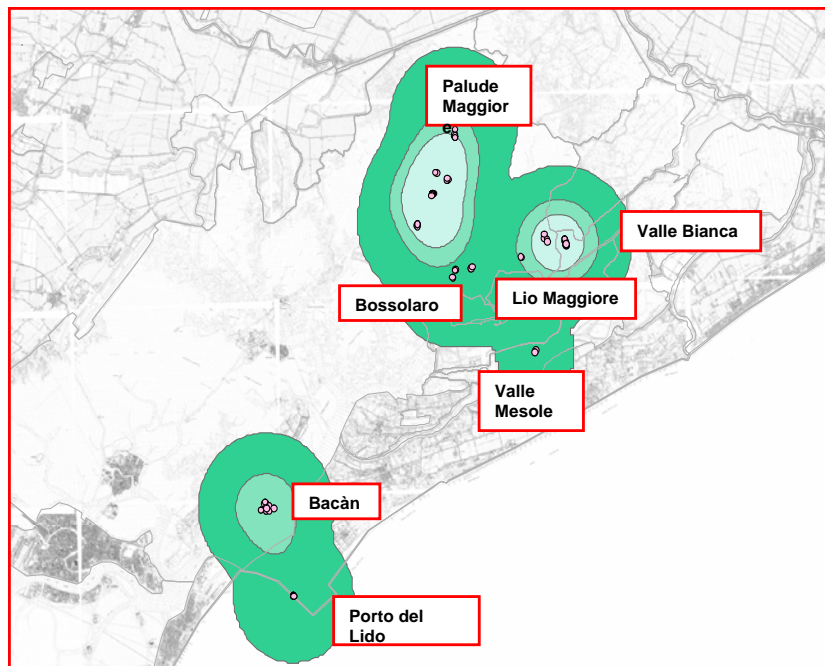 Palude
Maggior
e
Valle Bianca
Bossolaro
Lio Maggiore
Valle
Mesole
Bacàn
Porto del
Lido